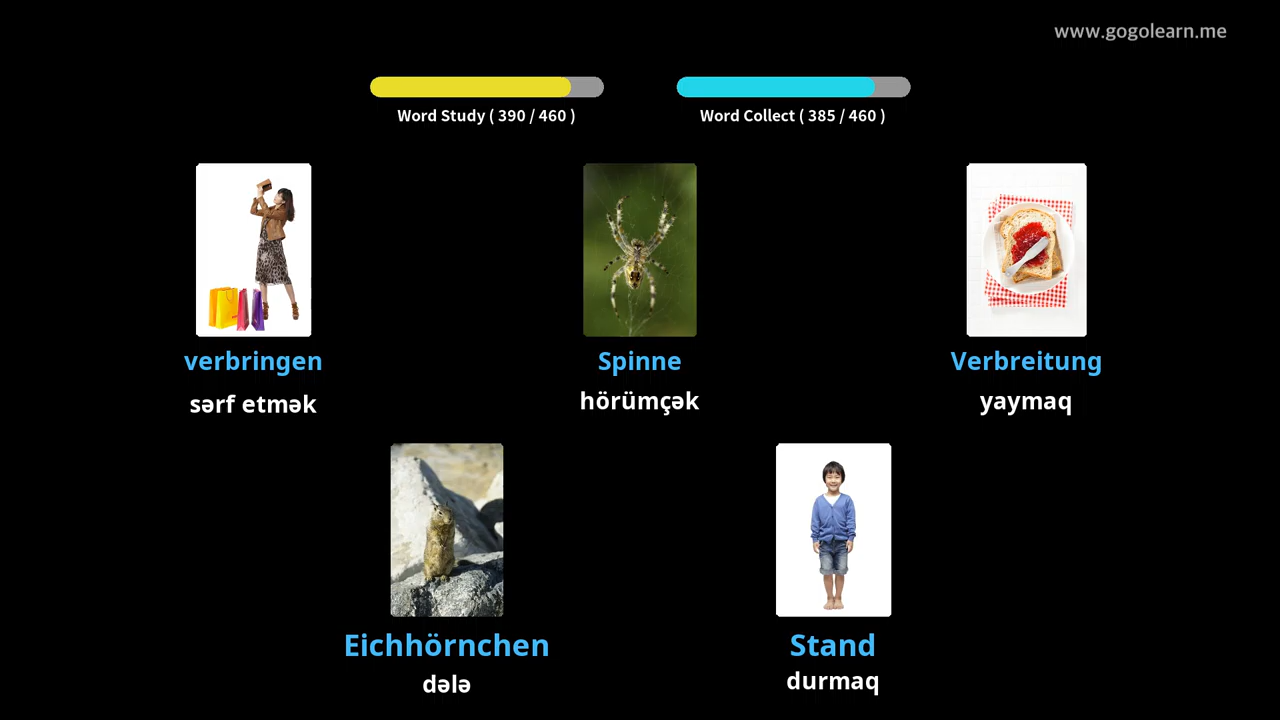 www.gogolearn.me
Word Study ( 390 / 460 )
Word Collect ( 385 / 460 )
verbringen
sərf etmək
Spinne
hörümçək
Verbreitung
yaymaq
Eichhörnchen
dələ
Stand
durmaq